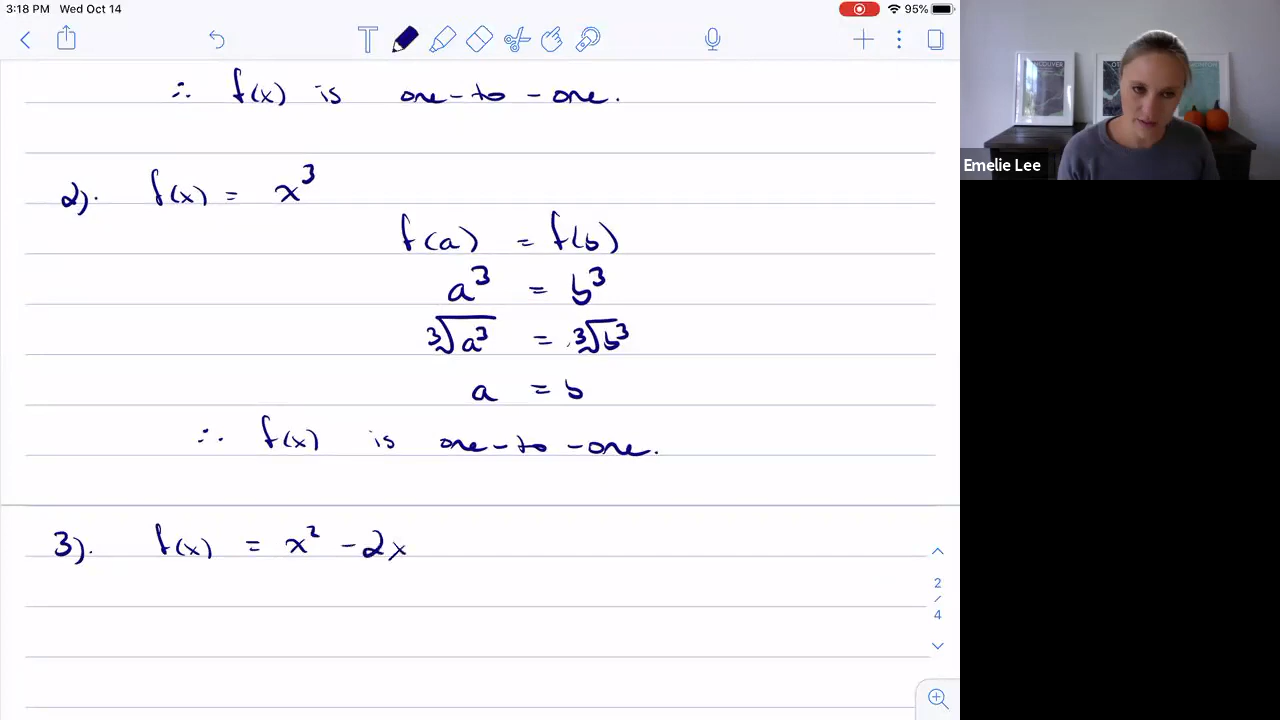 3:18 PM Wed Oct 14 95%
∴ f(x) is one-to-one.
2). f(x) = x³
f(a) = f(b)
a³ = b³
∛a³ = ∛b³
a = b
∴ f(x) is one-to-one.
3). f(x) = x² - 2x
2
/
4
Emelie Lee